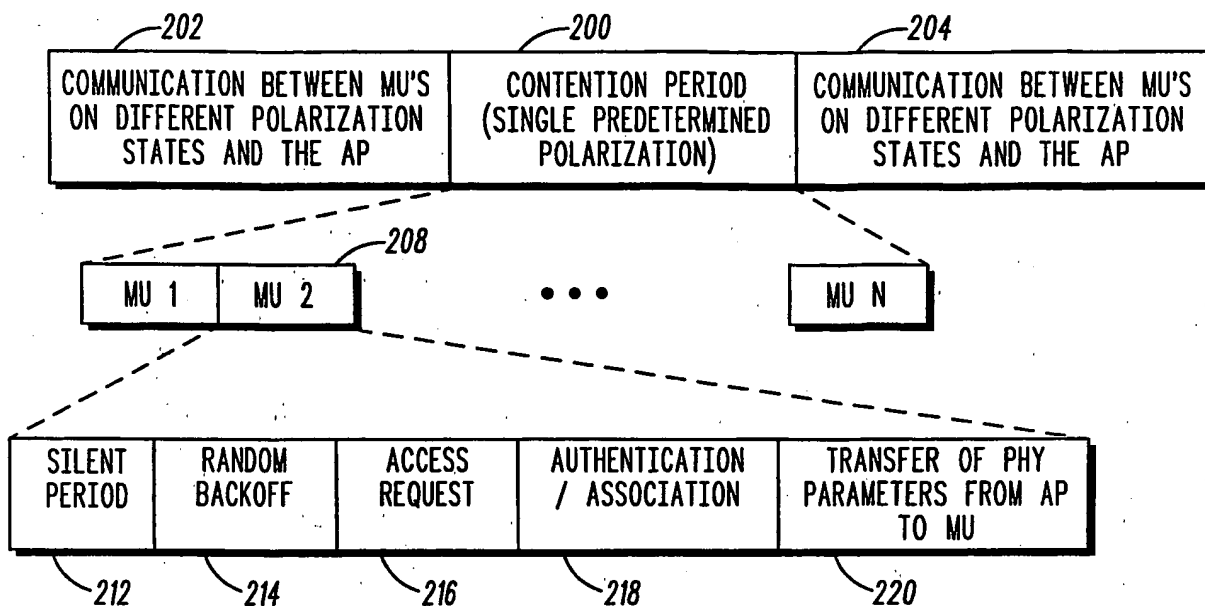 202
200
204
COMMUNICATION BETWEEN MU'S
ON DIFFERENT POLARIZATION
STATES AND THE AP
CONTENTION PERIOD
(SINGLE PREDETERMINED
POLARIZATION)
COMMUNICATION BETWEEN MU'S
ON DIFFERENT POLARIZATION
STATES AND THE AP
208
MU 1
MU 2
MU N
SILENT
PERIOD
RANDOM
BACKOFF
ACCESS
REQUEST
AUTHENTICATION
/ ASSOCIATION
TRANSFER OF PHY
PARAMETERS FROM AP
TO MU
212
214
216
218
220